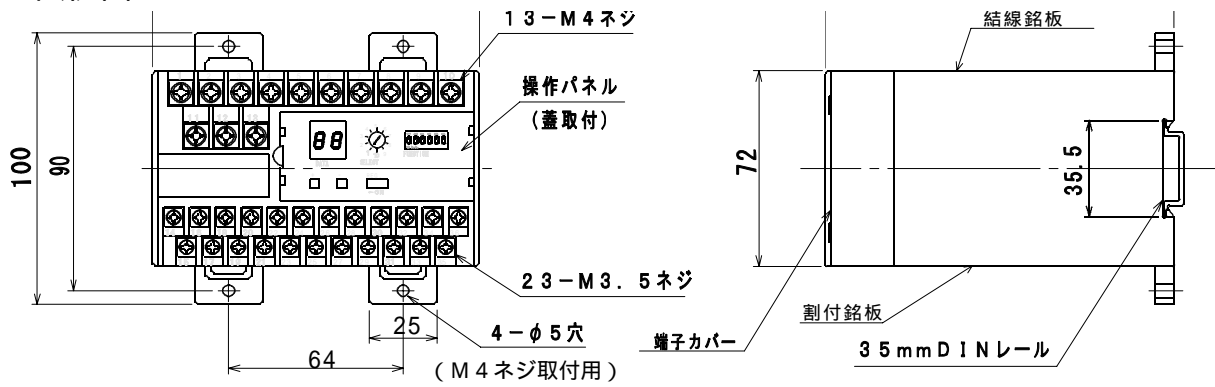 13-M4ネジ
操作パネル
(蓋取付)
100
90
23-M3.5ネジ
25
4-φ5穴
64
(M4ネジ取付用)
結線銘板
72
35.5
割付銘板
端子カバー
35mmDINレール